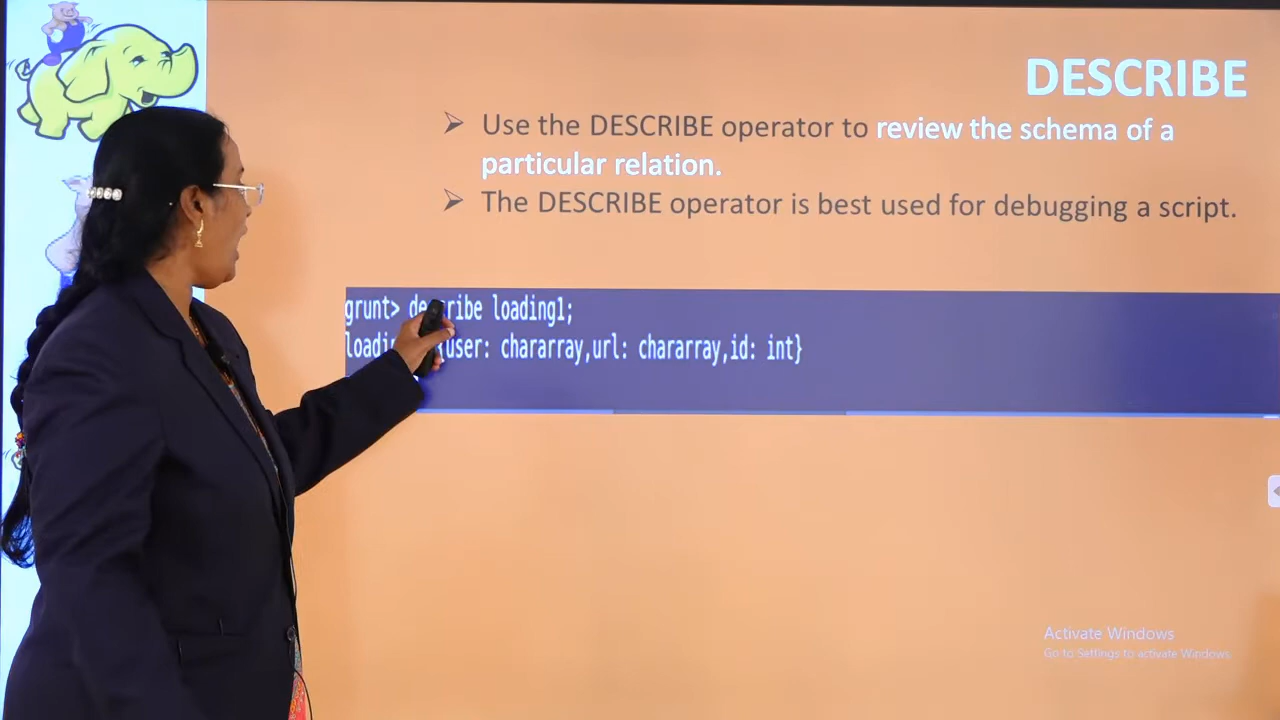 DESCRIBE
➢ Use the DESCRIBE operator to review the schema of a
particular relation.
➢ The DESCRIBE operator is best used for debugging a script.
grunt> describe loading1;
user: chararray,url: chararray,id: int}
Activate Windows
Go to Settings to activate Windows.